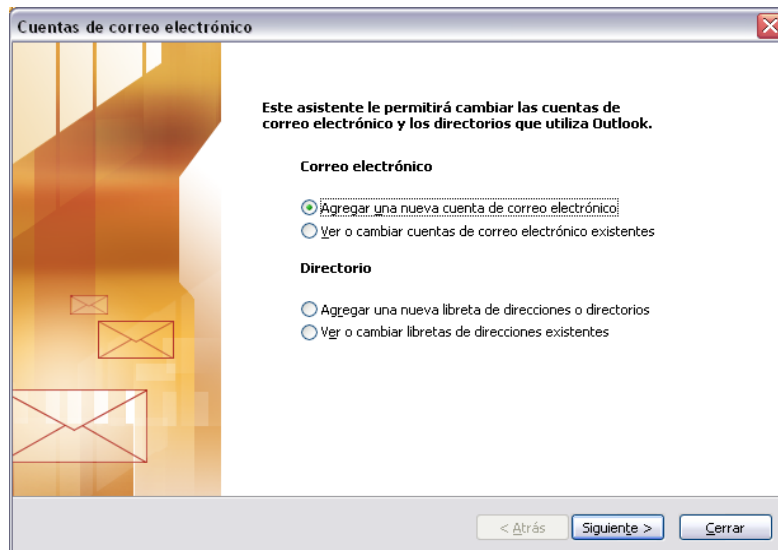 Cuentas de correo electrónico
Este asistente le permitirá cambiar las cuentas de
correo electrónico y los directorios que utiliza Outlook.
Correo electrónico
Agregar una nueva cuenta de correo electrónico
Ver o cambiar cuentas de correo electrónico existentes
Directorio
Agregar una nueva libreta de direcciones o directorios
Ver o cambiar libretas de direcciones existentes
< Atrás Siguiente > Cerrar